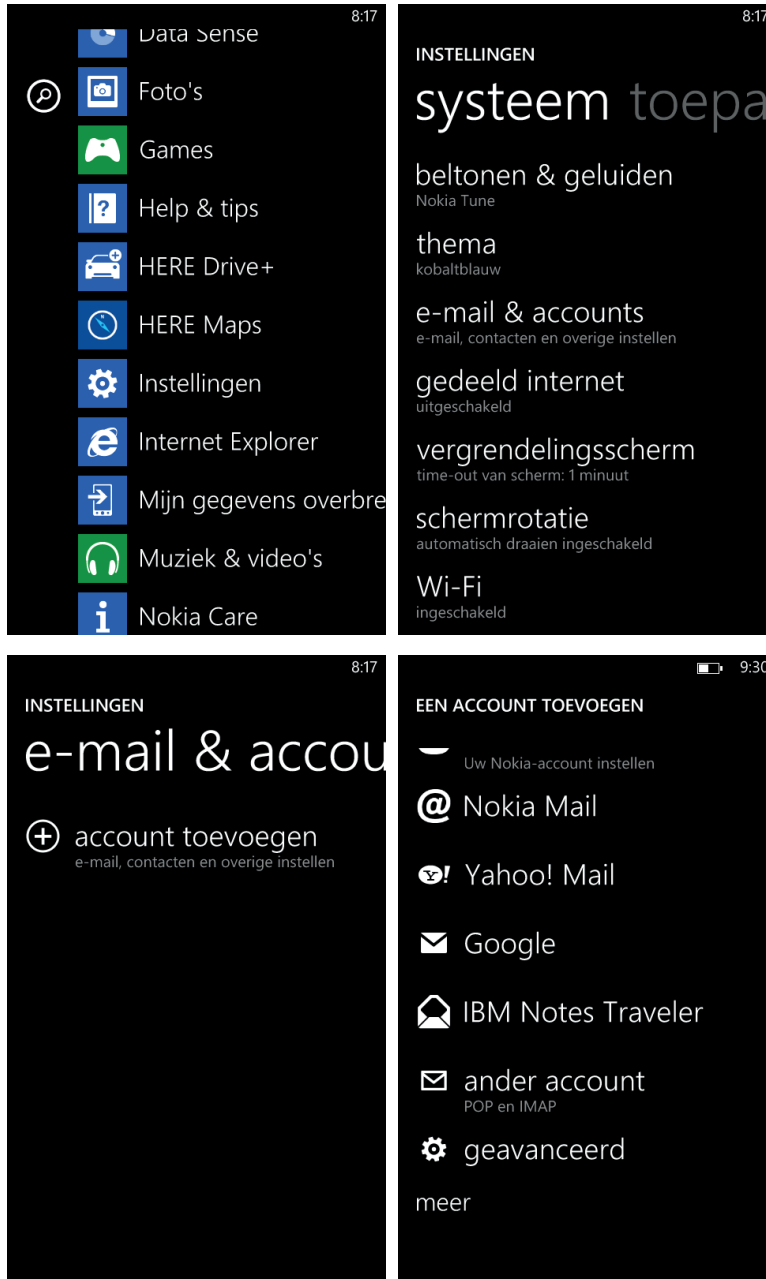 8:17
Data Sense
Foto's
Games
Help & tips
HERE Drive+
HERE Maps
Instellingen
Internet Explorer
Mijn gegevens overbre
Muziek & video's
Nokia Care
8:17
INSTELLINGEN
systeem toepa
beltonen & geluiden
Nokia Tune
thema
kobaltblauw
e-mail & accounts
e-mail, contacten en overige instellen
gedeeld internet
uitgeschakeld
vergrendelingsscherm
time-out van scherm: 1 minuut
schermrotatie
automatisch draaien ingeschakeld
Wi-Fi
ingeschakeld
8:17
INSTELLINGEN
e-mail & accou
account toevoegen
e-mail, contacten en overige instellen
9:30
EEN ACCOUNT TOEVOEGEN
Uw Nokia-account instellen
@ Nokia Mail
Y! Yahoo! Mail
Google
IBM Notes Traveler
ander account
POP en IMAP
geavanceerd
meer